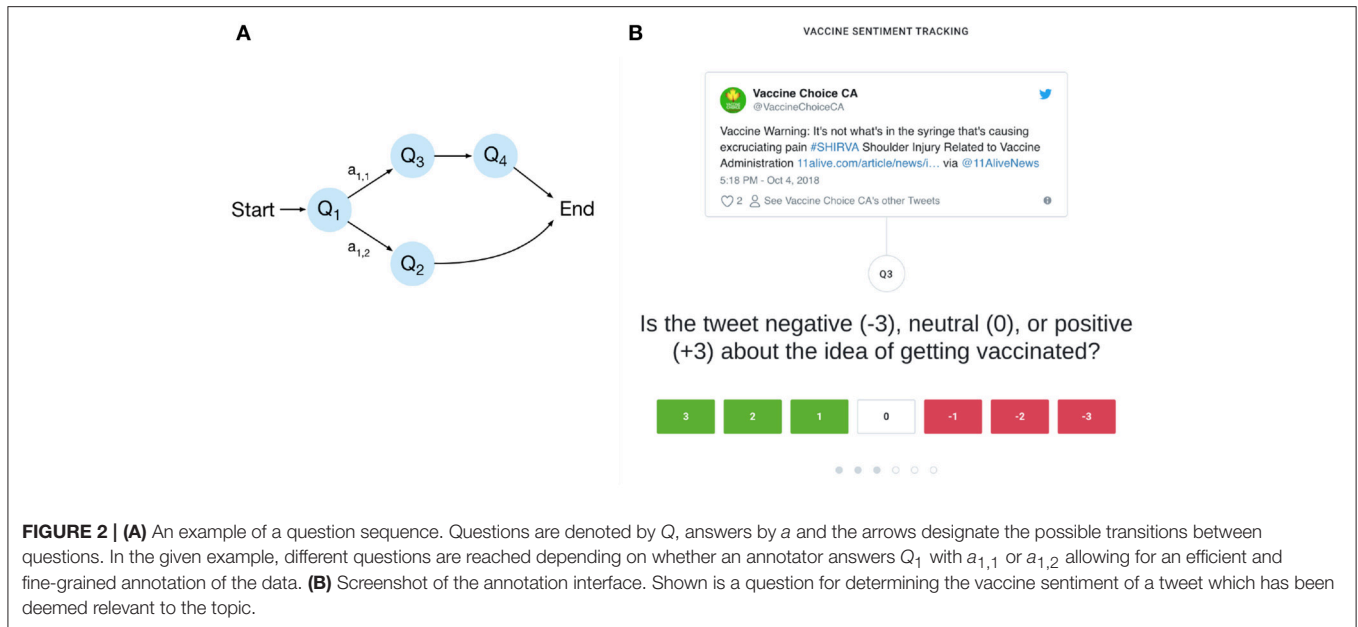 A
Start
Q1
a1,1
a1,2
Q3
Q4
Q2
End
B
VACCINE SENTIMENT TRACKING
Vaccine Choice CA
@VaccineChoiceCA
Vaccine Warning: It's not what's in the syringe that's causing
excruciating pain #SHIRVA Shoulder Injury Related to Vaccine
Administration 11alive.com/article/news/i... via @11AliveNews
5:18 PM - Oct 4, 2018
2 See Vaccine Choice CA's other Tweets
Q3
Is the tweet negative (-3), neutral (0), or positive
(+3) about the idea of getting vaccinated?
3 2 1 0 -1 -2 -3
FIGURE 2 | (A) An example of a question sequence. Questions are denoted by Q, answers by a and the arrows designate the possible transitions between
questions. In the given example, different questions are reached depending on whether an annotator answers Q1 with a1,1 or a1,2 allowing for an efficient and
fine-grained annotation of the data. (B) Screenshot of the annotation interface. Shown is a question for determining the vaccine sentiment of a tweet which has been
deemed relevant to the topic.